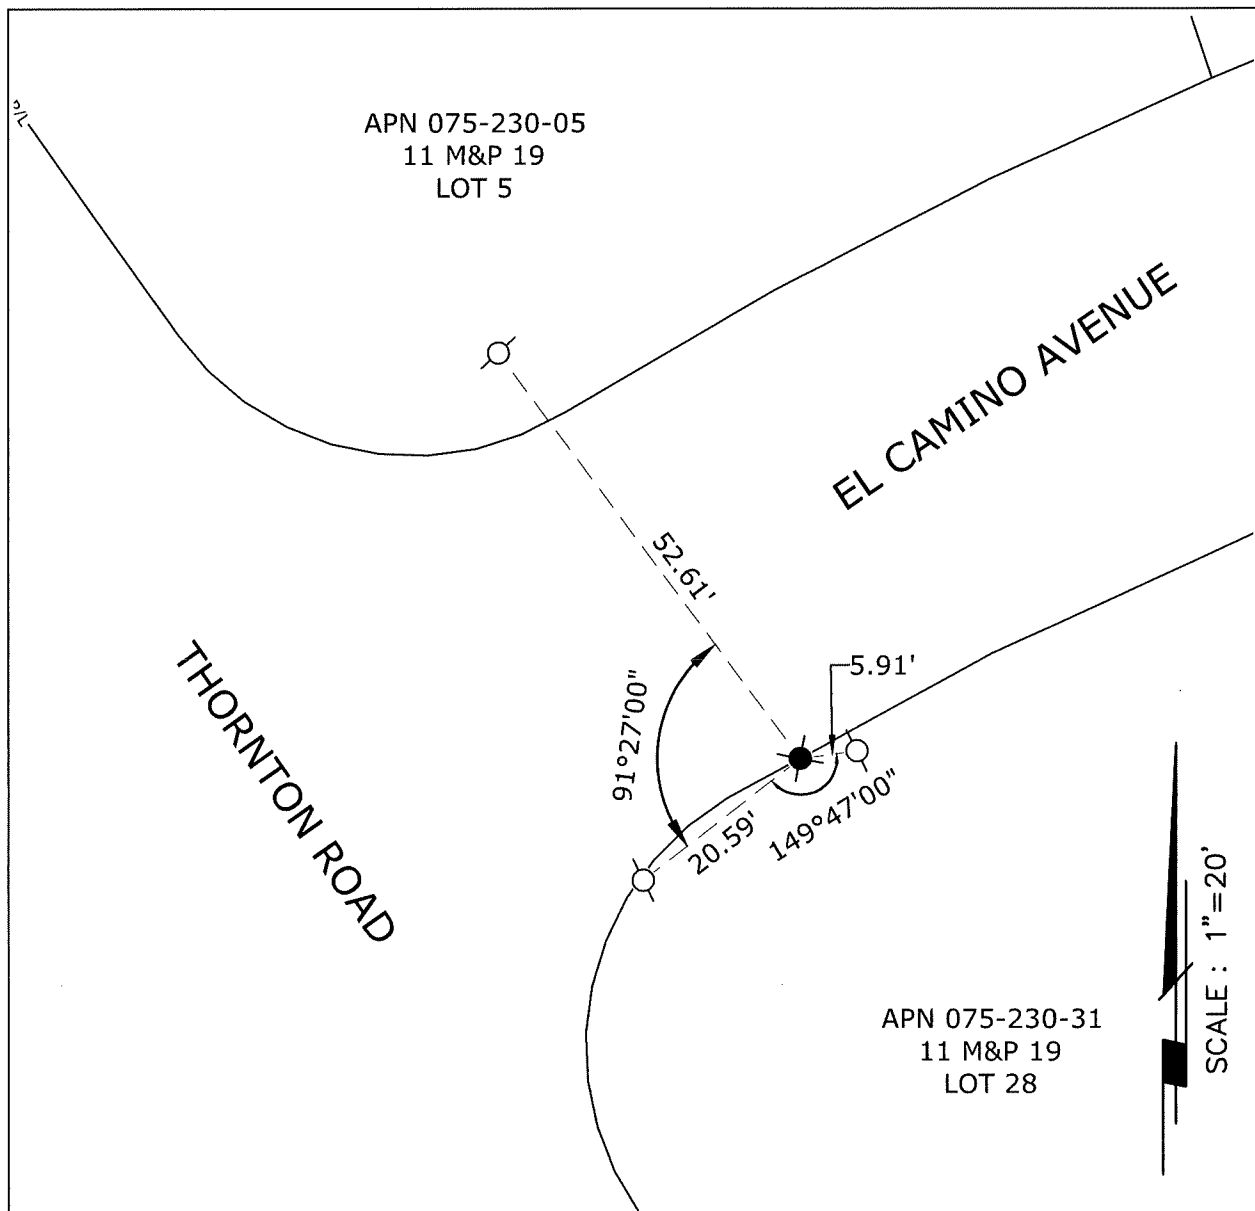 P/L
APN 075-230-05
11 M&P 19
LOT 5
EL CAMINO AVENUE
52.61'
5.91'
91°27'00"
THORNTON ROAD
20.59'
149°47'00"
APN 075-230-31
11 M&P 19
LOT 28
SCALE : 1"=20'